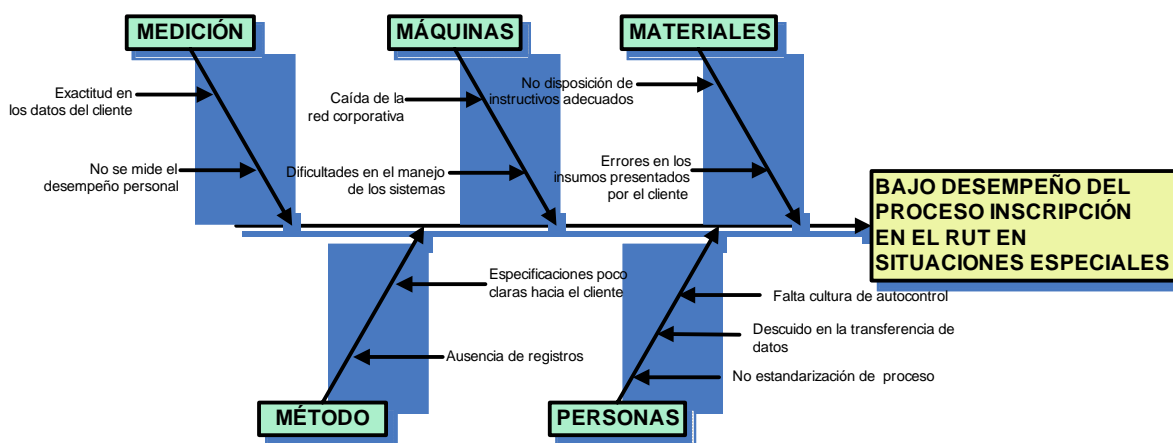 MEDICIÓN
MÁQUINAS
MATERIALES
Exactitud en
los datos del cliente
No se mide el
desempeño personal
Caída de la
red corporativa
Dificultades en el manejo
de los sistemas
No disposición de
instructivos adecuados
Errores en los
insumos presentados
por el cliente
BAJO DESEMPEÑO DEL
PROCESO INSCRIPCIÓN
EN EL RUT EN
SITUACIONES ESPECIALES
Especificaciones poco
claras hacia el cliente
Ausencia de registros
Falta cultura de autocontrol
Descuido en la transferencia de
datos
No estandarización de proceso
MÉTODO
PERSONAS